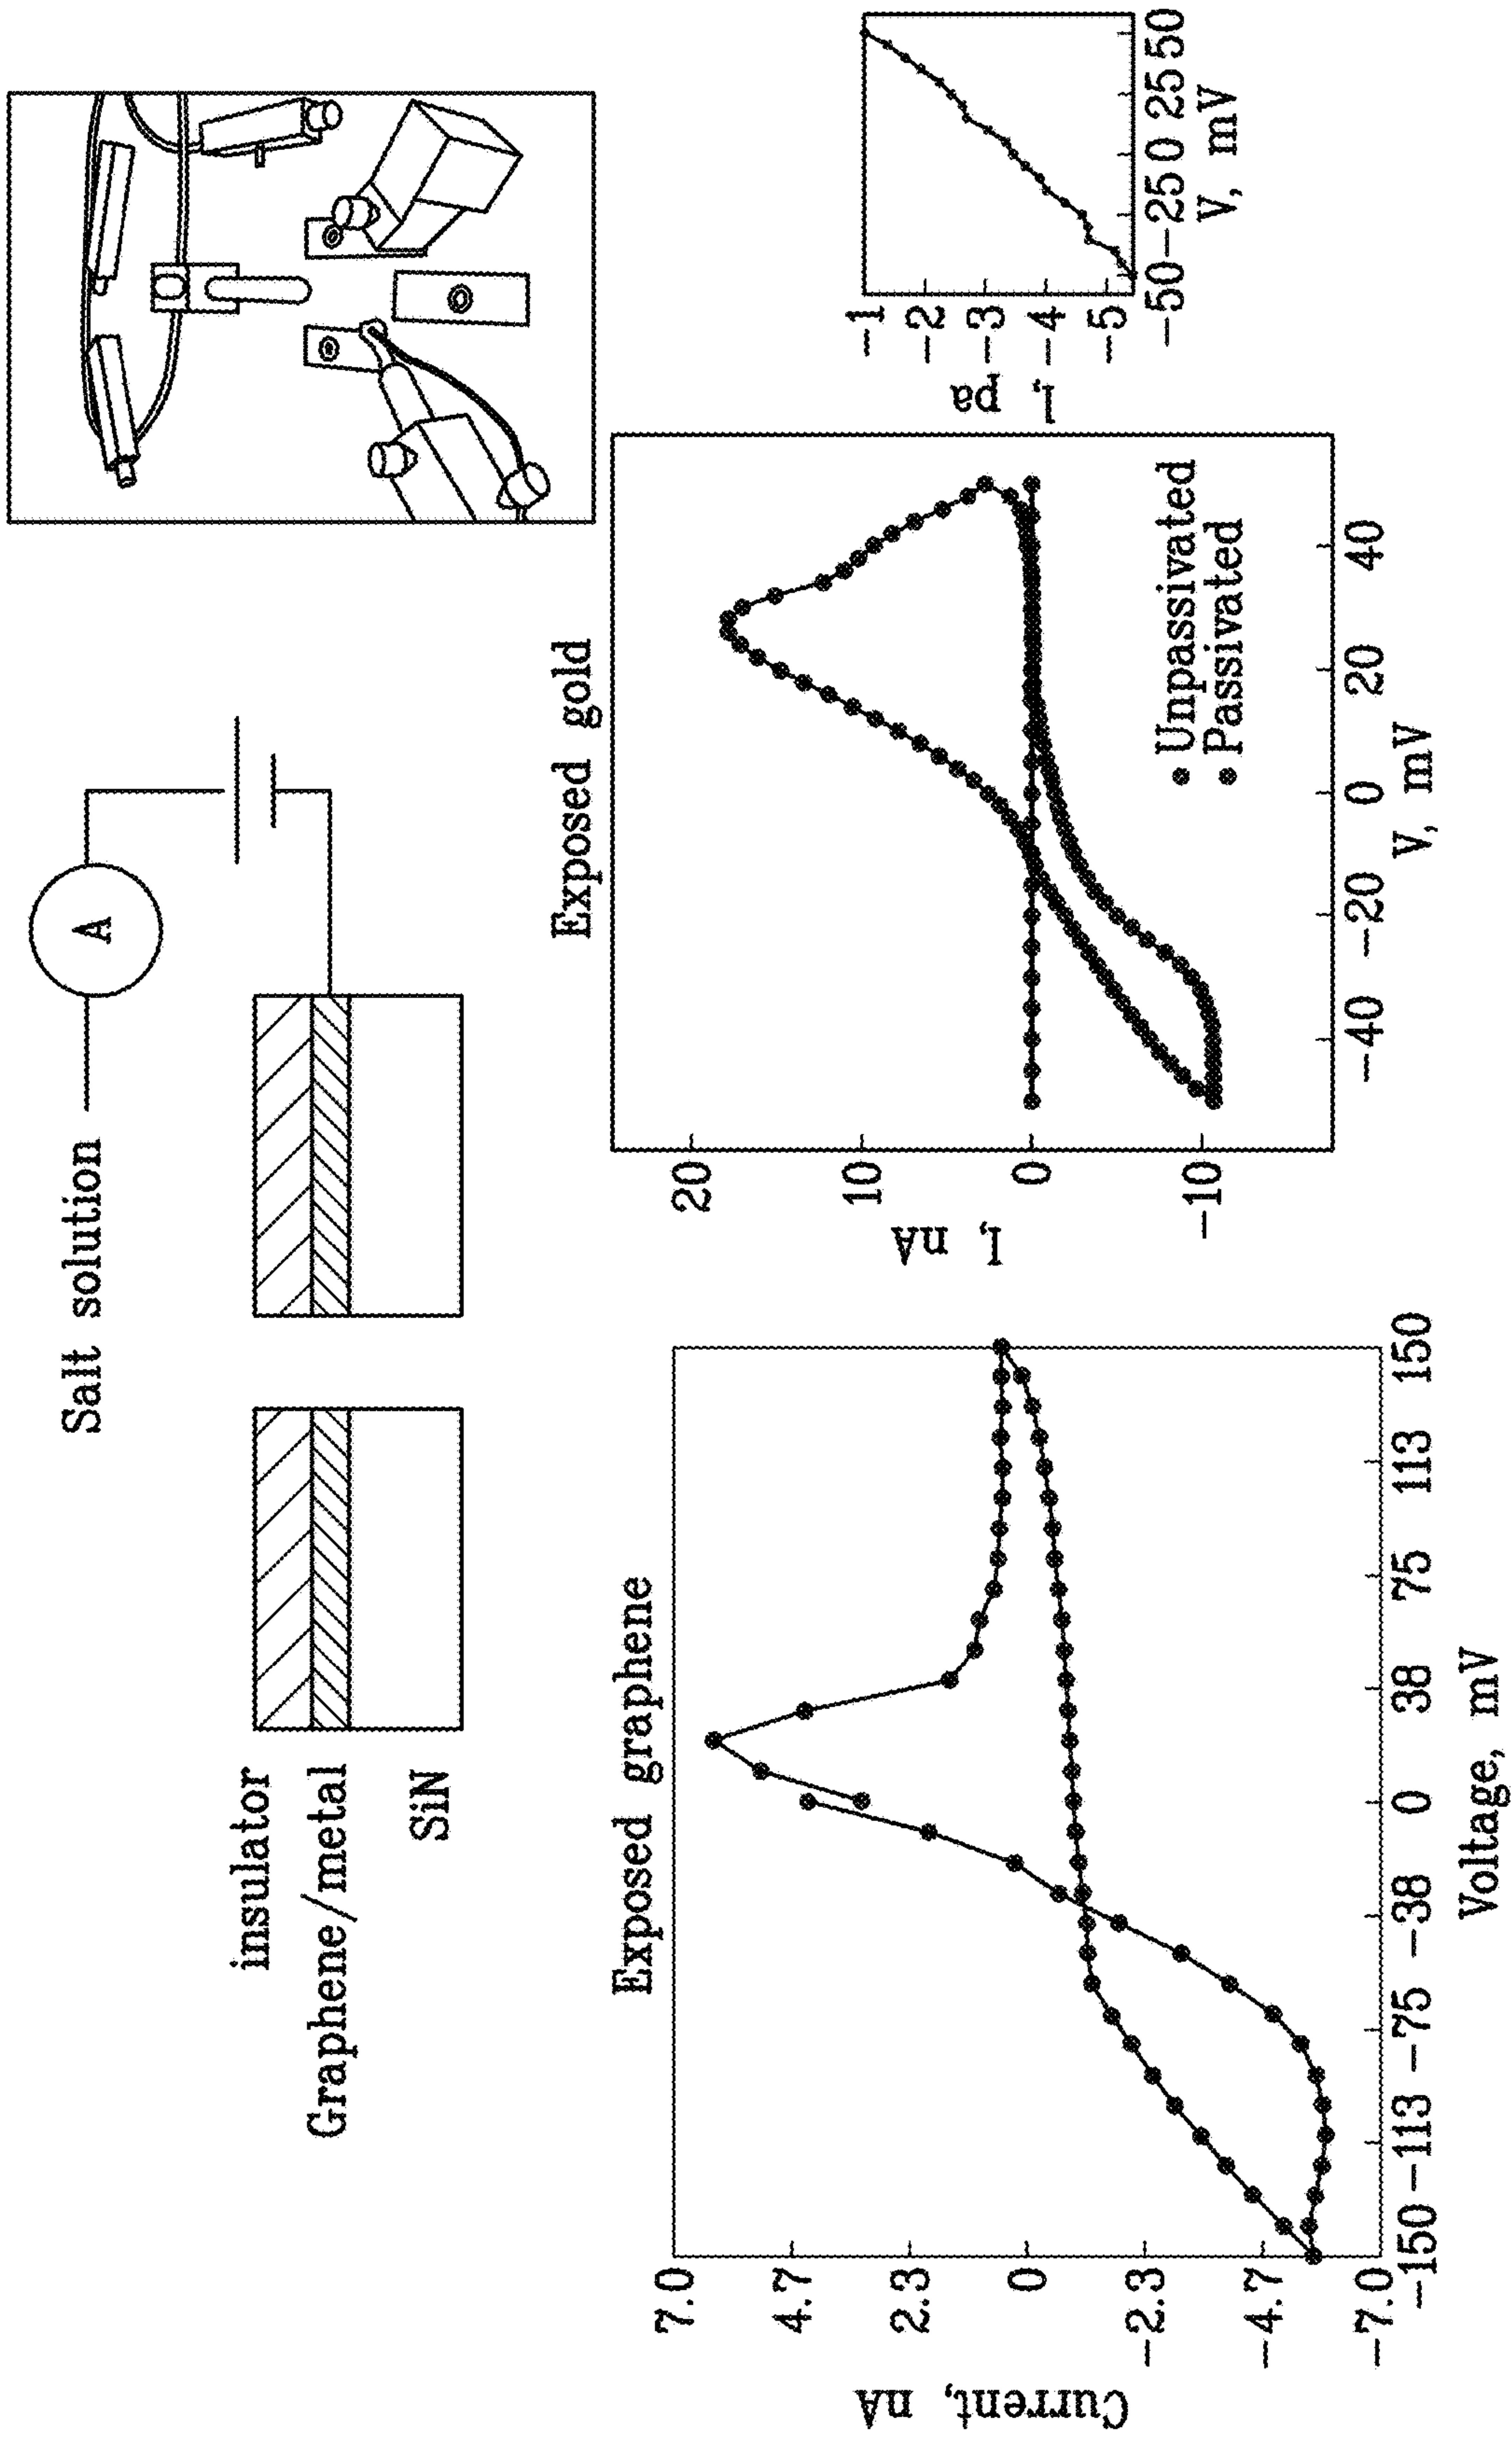 Salt solution
A
insulator
Graphene/metal
SiN
Exposed graphene
Current, nA
7.0
4.7
2.3
0
−2.3
−4.7
−7.0
−150 −113 −75 −38 0 38 75 113 150
Voltage, mV
Exposed gold
I, nA
20
10
0
−10
Unpassivated
Passivated
−40 −20 0 20 40
V, mV
I, pa
−1
−2
−3
−4
−5
−50 −25 0 25 50
V, mV